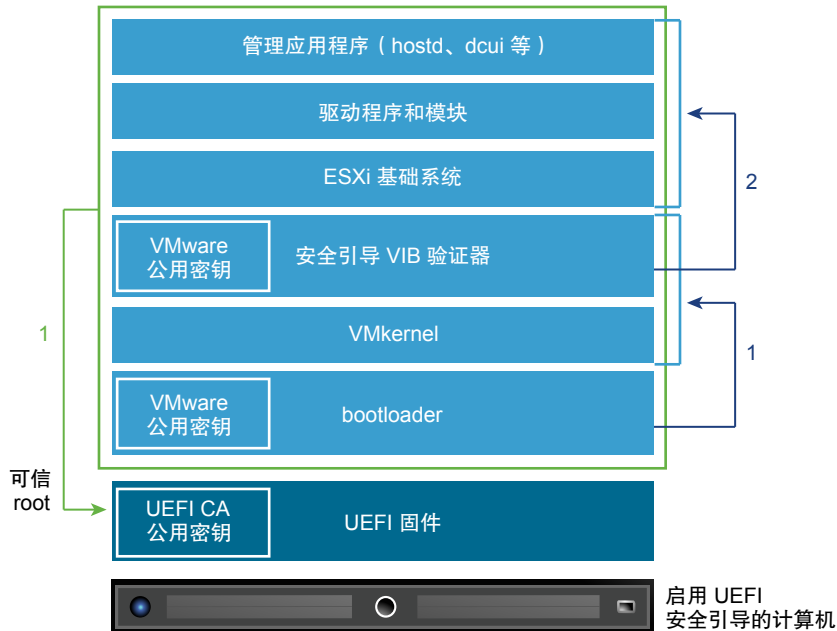 管理应用程序（hostd、dcui 等）
驱动程序和模块
ESXi 基础系统
2
VMware
公用密钥
安全引导 VIB 验证器
1
VMkernel
1
VMware
公用密钥
bootloader
可信
root
UEFI CA
公用密钥
UEFI 固件
启用 UEFI
安全引导的计算机